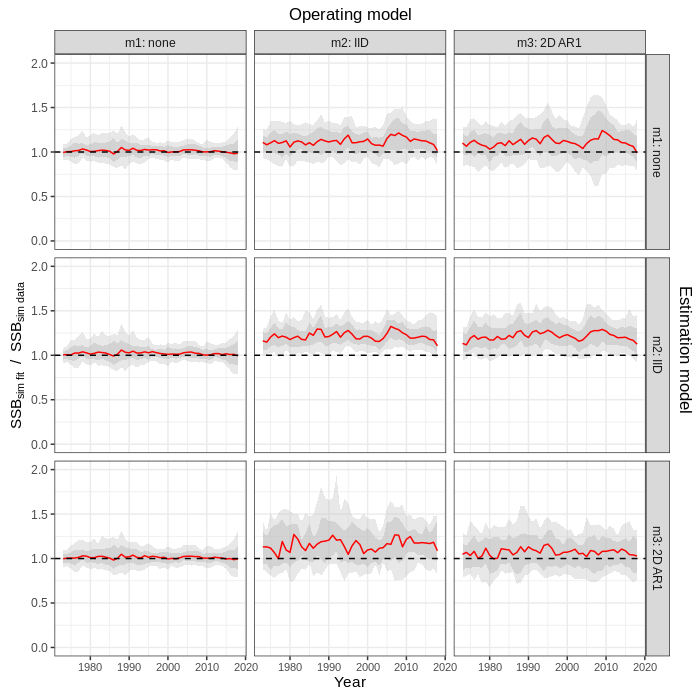 Operating model
m1: none m2: IID m3: 2D AR1
2.0
1.5
1.0
0.5
0.0
m1: none
2.0
1.5
1.0
0.5
0.0
m2: IID
2.0
1.5
1.0
0.5
0.0
m3: 2D AR1
SSBsim fit / SSBsim data
Estimation model
1980 1990 2000 2010 2020 1980 1990 2000 2010 2020 1980 1990 2000 2010 2020
Year